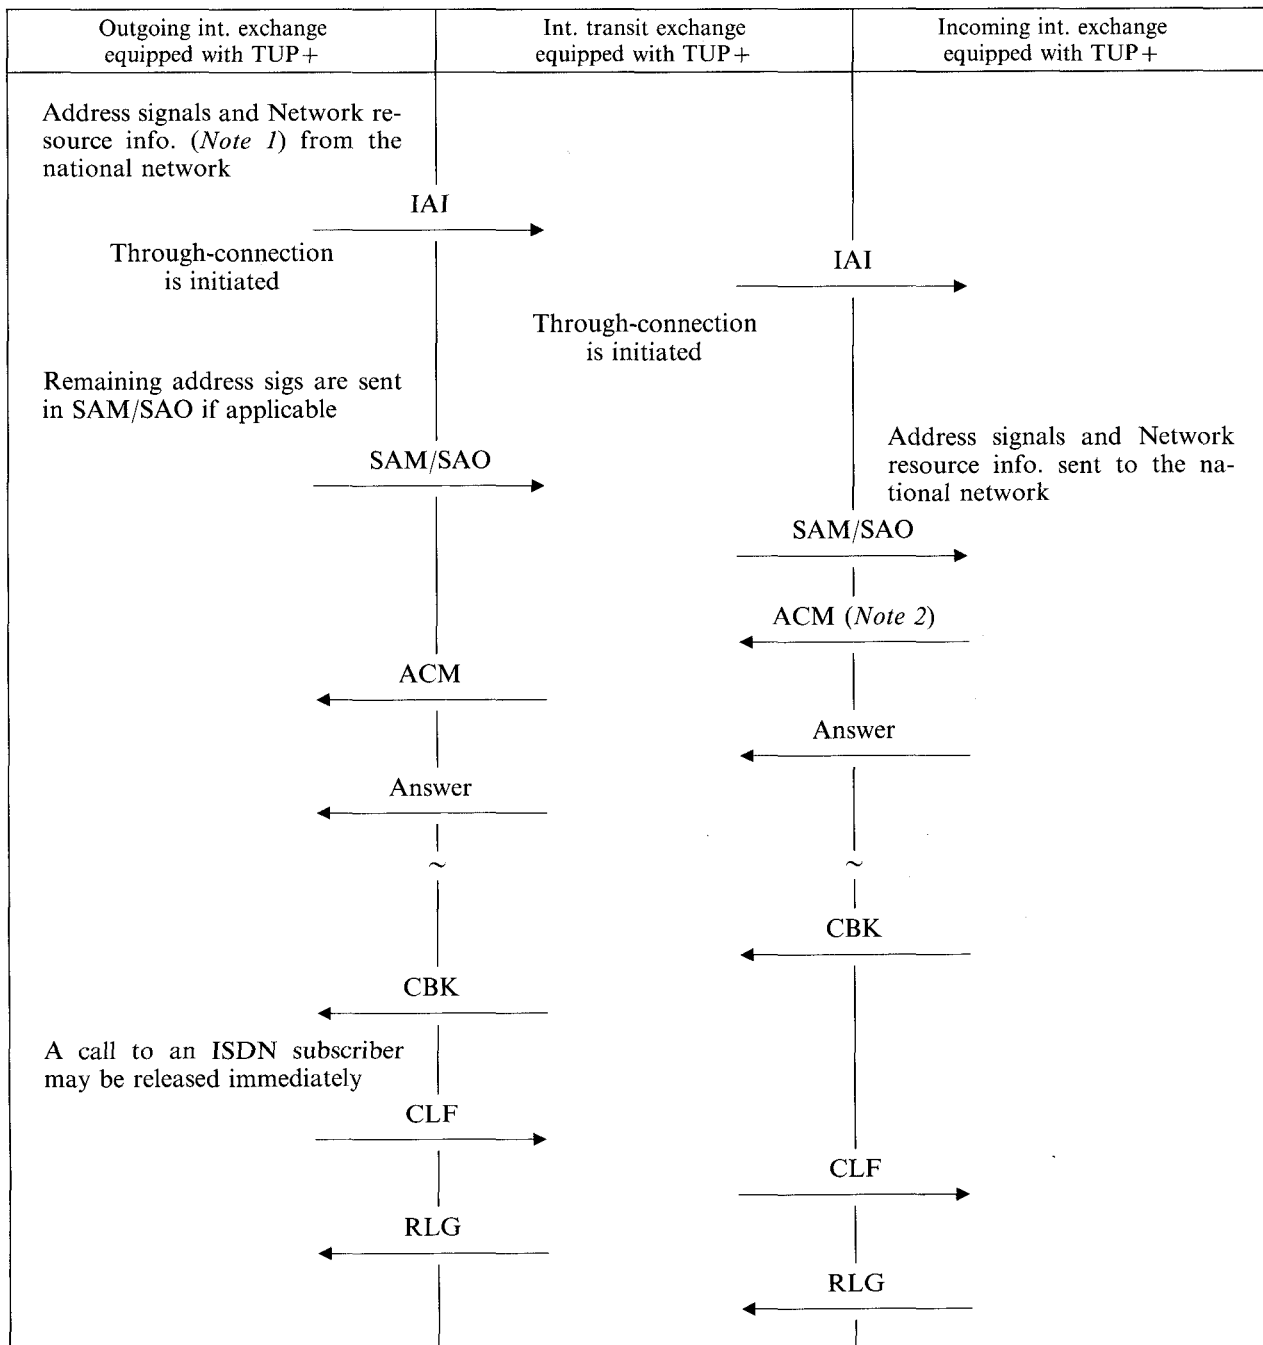 Outgoing int. exchange
equipped with TUP+
Int. transit exchange
equipped with TUP+
Incoming int. exchange
equipped with TUP+
Address signals and Network re-
source info. (Note 1) from the
national network
IAI
Through-connection
is initiated
IAI
Through-connection
is initiated
Remaining address sigs are sent
in SAM/SAO if applicable
Address signals and Network
resource info. sent to the na-
tional network
SAM/SAO
SAM/SAO
ACM (Note 2)
ACM
Answer
Answer
~
~
CBK
CBK
A call to an ISDN subscriber
may be released immediately
CLF
CLF
RLG
RLG